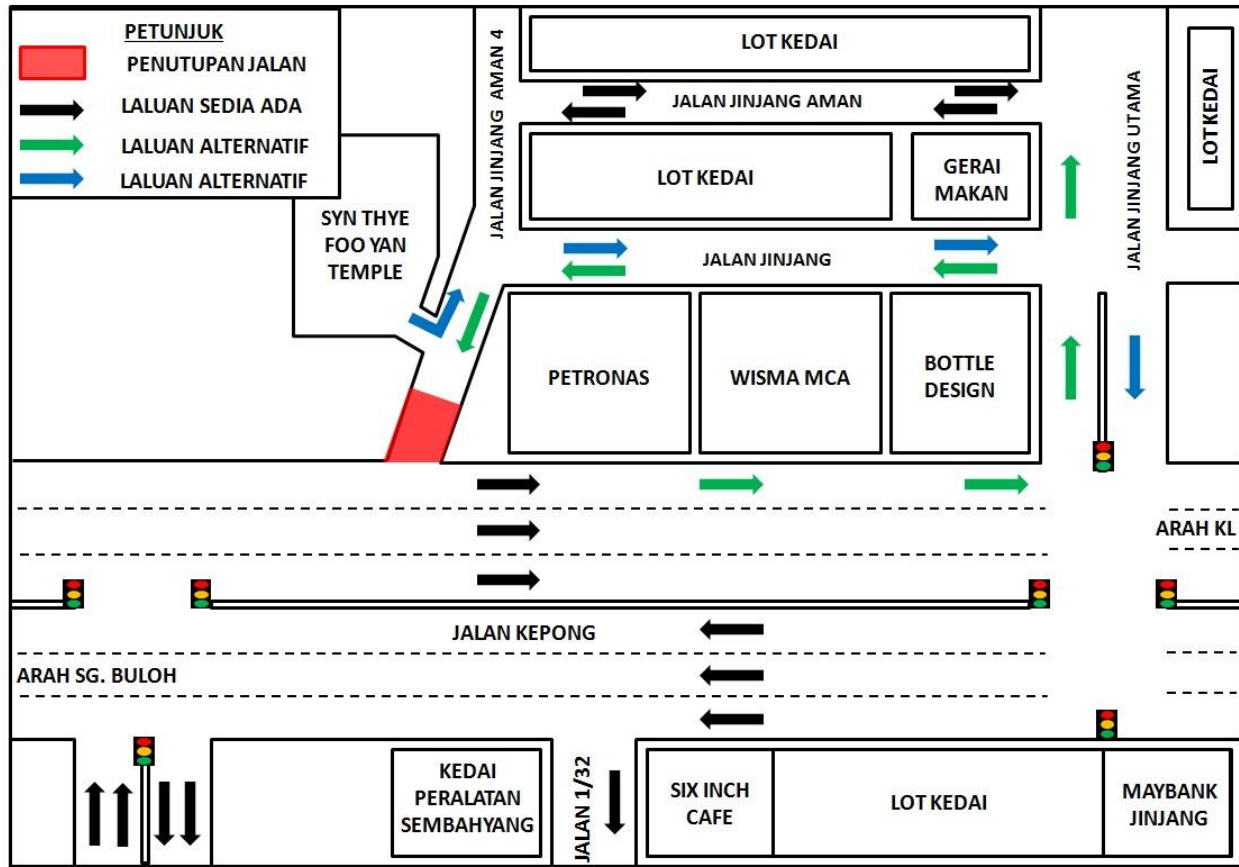 PETUNJUK
PENUTUPAN JALAN
LALUAN SEDIA ADA
LALUAN ALTERNATIF
LALUAN ALTERNATIF
JALAN JINJANG AMAN 4
LOT KEDAI
JALAN JINJANG AMAN
LOT KEDAI
GERAI
MAKAN
JALAN JINJANG UTAMA
LOT KEDAI
SYN THYE
FOO YAN
TEMPLE
JALAN JINJANG
PETRONAS
WISMA MCA
BOTTLE
DESIGN
ARAH KL
JALAN KEPONG
ARAH SG. BULOH
KEDAI
PERALATAN
SEMBAHYANG
JALAN 1/32
SIX INCH
CAFE
LOT KEDAI
MAYBANK
JINJANG